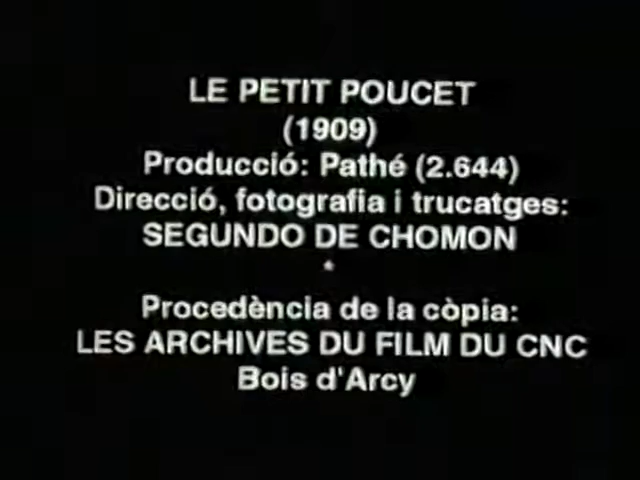 LE PETIT POUCET
(1909)
Producció: Pathé (2.644)
Direcció, fotografia i trucatges:
SEGUNDO DE CHOMON
*
Procedència de la còpia:
LES ARCHIVES DU FILM DU CNC
Bois d'Arcy